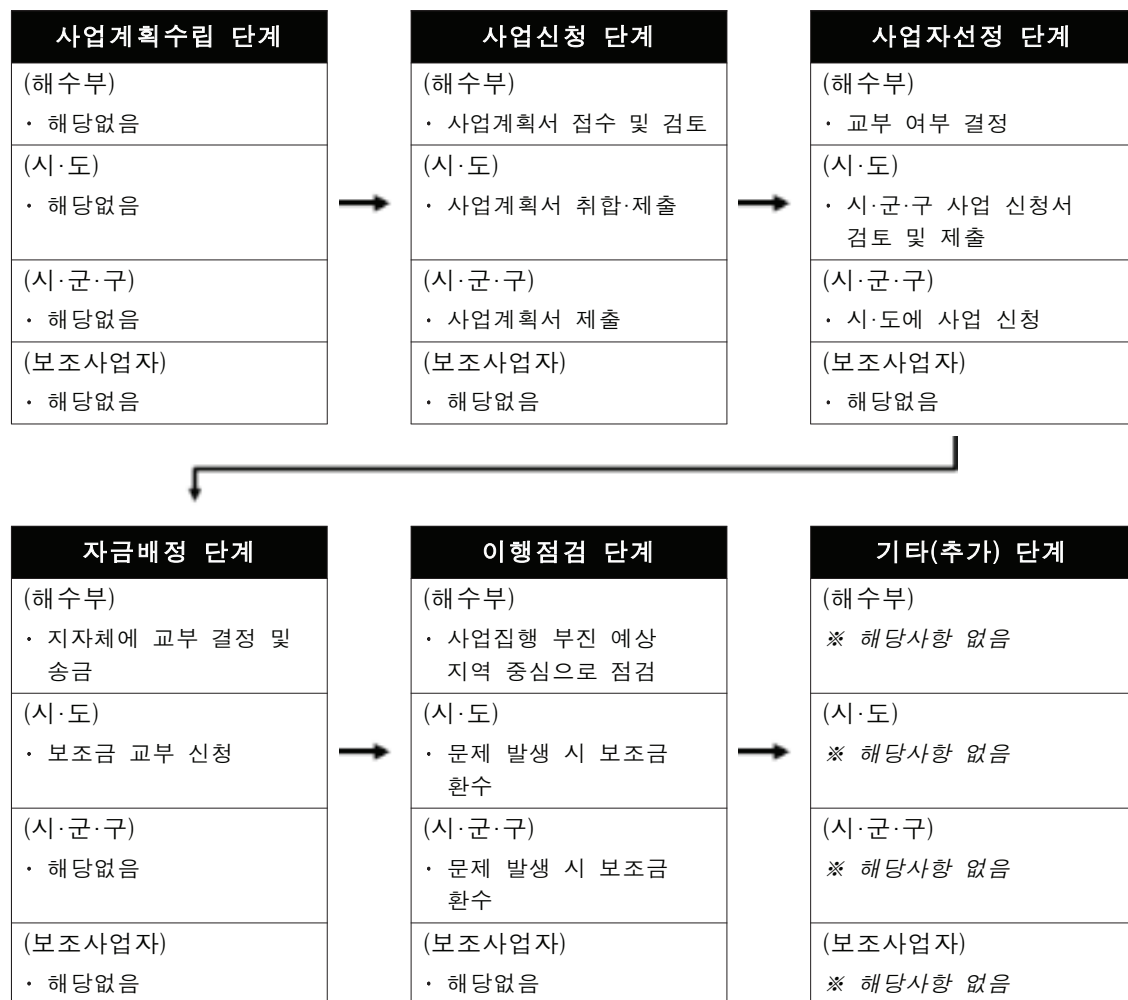 사업계획수립 단계
(해수부)
· 해당없음
(시·도)
· 해당없음
(시·군·구)
· 해당없음
(보조사업자)
· 해당없음
사업신청 단계
(해수부)
· 사업계획서 접수 및 검토
(시·도)
· 사업계획서 취합·제출
(시·군·구)
· 사업계획서 제출
(보조사업자)
· 해당없음
사업자선정 단계
(해수부)
· 교부 여부 결정
(시·도)
· 시·군·구 사업 신청서
검토 및 제출
(시·군·구)
· 시·도에 사업 신청
(보조사업자)
· 해당없음
자금배정 단계
(해수부)
· 지자체에 교부 결정 및
송금
(시·도)
· 보조금 교부 신청
(시·군·구)
· 해당없음
(보조사업자)
· 해당없음
이행점검 단계
(해수부)
· 사업집행 부진 예상
지역 중심으로 점검
(시·도)
· 문제 발생 시 보조금
환수
(시·군·구)
· 문제 발생 시 보조금
환수
(보조사업자)
· 해당없음
기타(추가) 단계
(해수부)
※ 해당사항 없음
(시·도)
※ 해당사항 없음
(시·군·구)
※ 해당사항 없음
(보조사업자)
※ 해당사항 없음